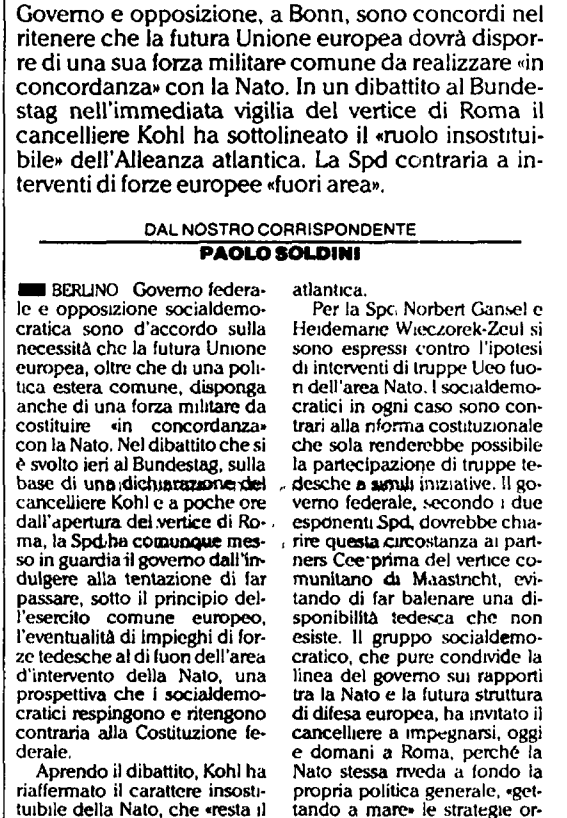 Governo e opposizione, a Bonn, sono concordi nel
ritenere che la futura Unione europea dovrà dispor-
re di una sua forza militare comune da realizzare «in
concordanza» con la Nato. In un dibattito al Bunde-
stag nell'immediata vigilia del vertice di Roma il
cancelliere Kohl ha sottolineato il «ruolo insostitui-
bile» dell'Alleanza atlantica. La Spd contraria a in-
terventi di forze europee «fuori area».
DAL NOSTRO CORRISPONDENTE
PAOLO SOLDINI
BERLINO Governo federa-
le e opposizione socialdemo-
cratica sono d'accordo sulla
necessità che la futura Unione
europea, oltre che di una poli-
tica estera comune, disponga
anche di una forza militare da
costituire «in concordanza»
con la Nato. Nel dibattito che si
è svolto ieri al Bundestag, sulla
base di una dichiarazione del
cancelliere Kohl e a poche ore
dall'apertura del vertice di Ro-
ma, la Spd ha comunque mes-
so in guardia il governo dall'in-
dulgere alla tentazione di far
passare, sotto il principio del-
l'esercito comune europeo,
l'eventualità di impieghi di for-
ze tedesche al di fuori dell'area
d'intervento della Nato, una
prospettiva che i socialdemo-
cratici respingono e ritengono
contraria alla Costituzione fe-
derale.
Aprendo il dibattito, Kohl ha
riaffermato il carattere insosti-
tuibile della Nato, che «resta il
atlantica.
Per la Spd, Norbert Gansel e
Heidemarie Wieczorek-Zeul si
sono espressi contro l'ipotesi
di interventi di truppe Ueo fuo-
ri dell'area Nato. I socialdemo-
cratici in ogni caso sono con-
trari alla riforma costituzionale
che sola renderebbe possibile
la partecipazione di truppe te-
desche a simili iniziative. Il go-
verno federale, secondo i due
esponenti Spd, dovrebbe chia-
rire questa circostanza ai part-
ners Cee prima del vertice co-
munitano di Maastricht, evi-
tando di far balenare una di-
sponibilità tedesca che non
esiste. Il gruppo socialdemo-
cratico, che pure condivide la
linea del governo sui rapporti
tra la Nato e la futura struttura
di difesa europea, ha invitato il
cancelliere a impegnarsi, oggi
e domani a Roma, perché la
Nato stessa riveda a fondo la
propria politica generale, «get-
tando a mare» le strategie or-